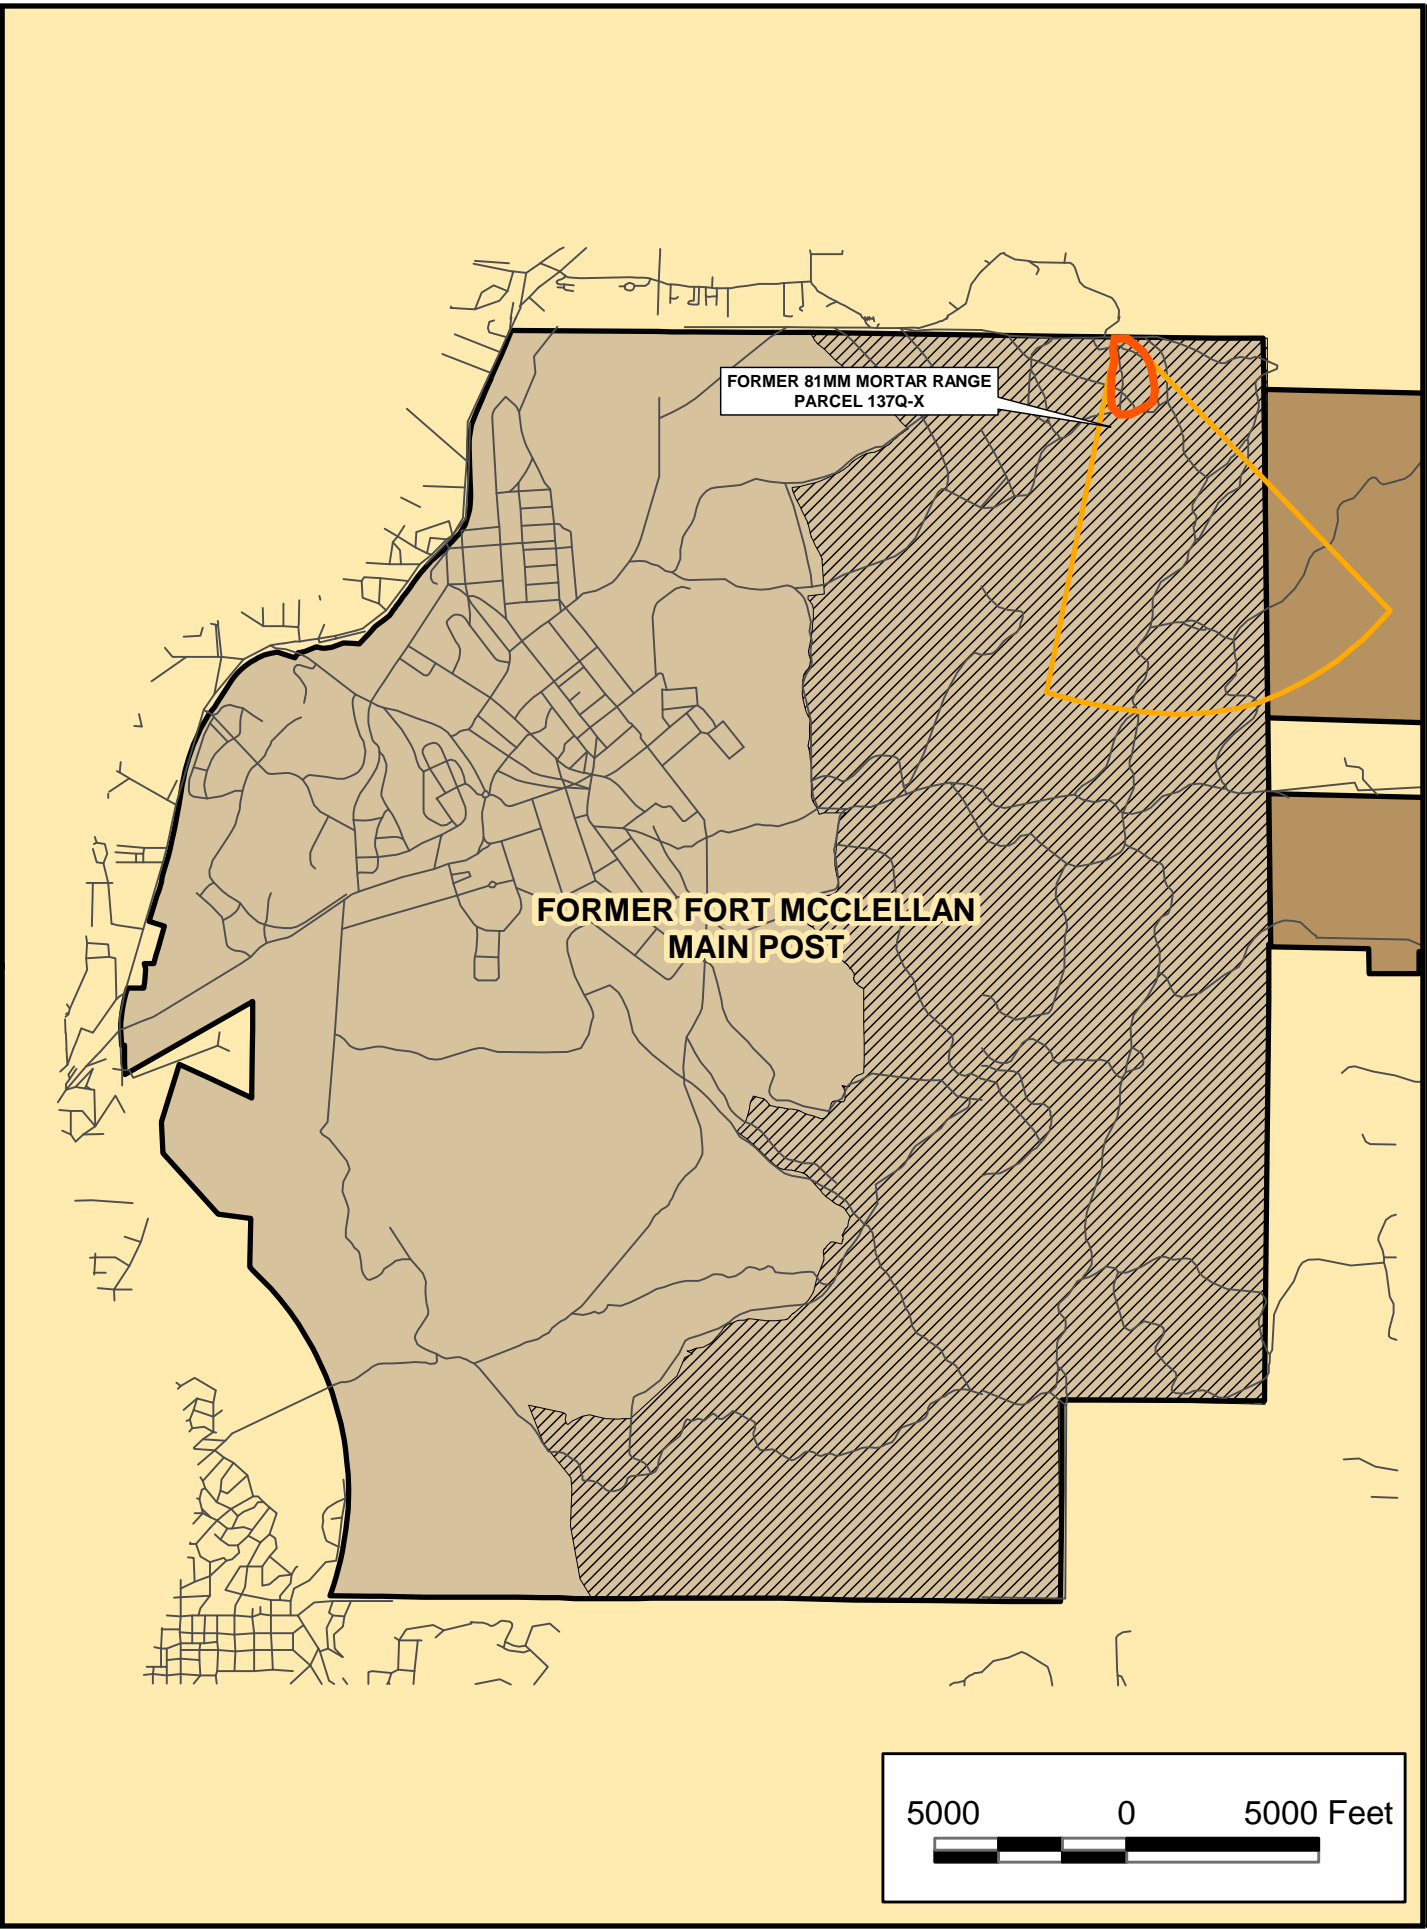 FORMER 81MM MORTAR RANGE
PARCEL 137Q-X
FORMER FORT MCCLELLAN
MAIN POST
5000 0 5000 Feet